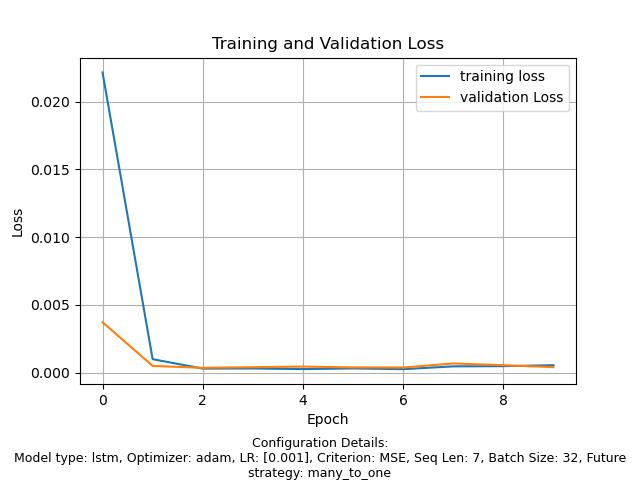 Training and Validation Loss
training loss
validation Loss
0.020
0.015
0.010
0.005
0.000
Loss
0 2 4 6 8
Epoch
Configuration Details:
Model type: lstm, Optimizer: adam, LR: [0.001], Criterion: MSE, Seq Len: 7, Batch Size: 32, Future
strategy: many_to_one